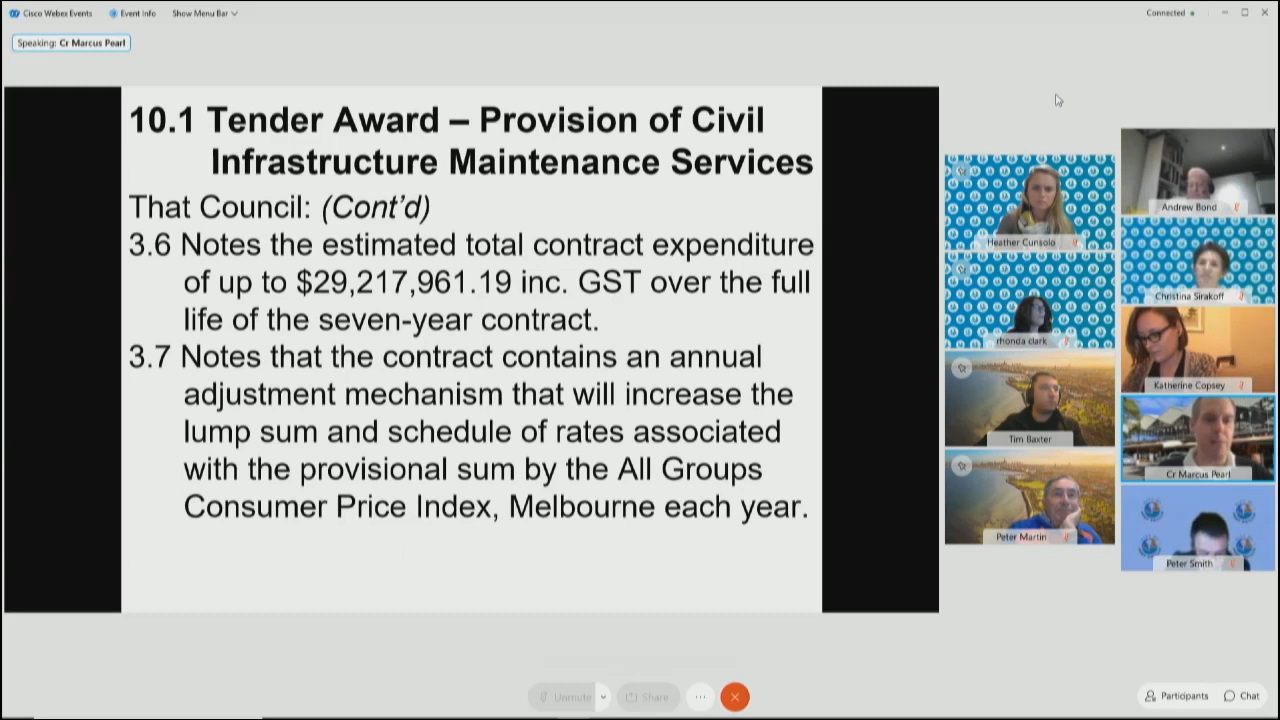 Cisco Webex Events
Event Info
Show Menu Bar
Connected
Speaking: Cr Marcus Pearl
10.1 Tender Award – Provision of Civil
Infrastructure Maintenance Services
That Council: (Cont'd)
3.6 Notes the estimated total contract expenditure
of up to $29,217,961.19 inc. GST over the full
life of the seven-year contract.
3.7 Notes that the contract contains an annual
adjustment mechanism that will increase the
lump sum and schedule of rates associated
with the provisional sum by the All Groups
Consumer Price Index, Melbourne each year.
Heather Cunsolo
rhonda clark
Tim Baxter
Peter Martin
Andrew Bond
Christina Sirakoff
Katherine Copsey
Cr Marcus Pearl
Peter Smith
Unmute
Share
Participants
Chat